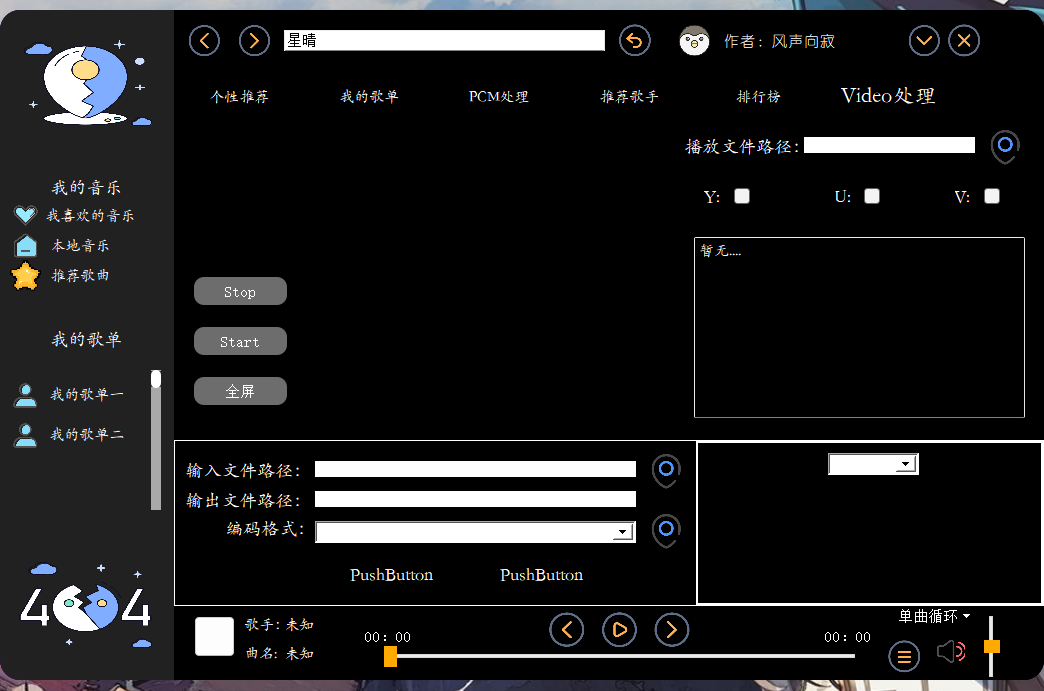 星晴
作者：风声向寂
个性推荐 我的歌单 PCM处理 推荐歌手 排行榜 Video处理
播放文件路径：
Y: U: V:
暂无....
我的音乐
我喜欢的音乐
本地音乐
推荐歌曲
我的歌单
我的歌单一
我的歌单二
404
Stop
Start
全屏
输入文件路径：
输出文件路径：
编码格式：
PushButton PushButton
歌手：未知
曲名：未知
00：00
00：00
单曲循环